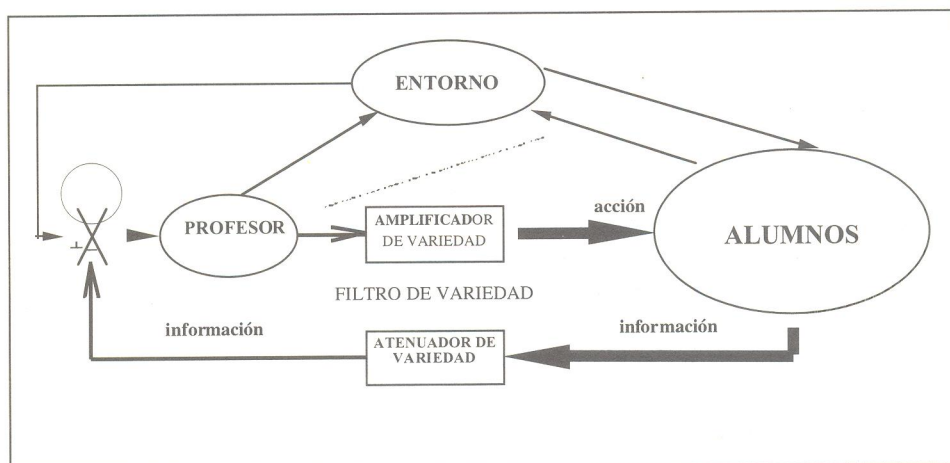 ENTORNO
PROFESOR
AMPLIFICADOR
DE VARIEDAD
acción
ALUMNOS
+
−
FILTRO DE VARIEDAD
información
información
ATENUADOR DE
VARIEDAD